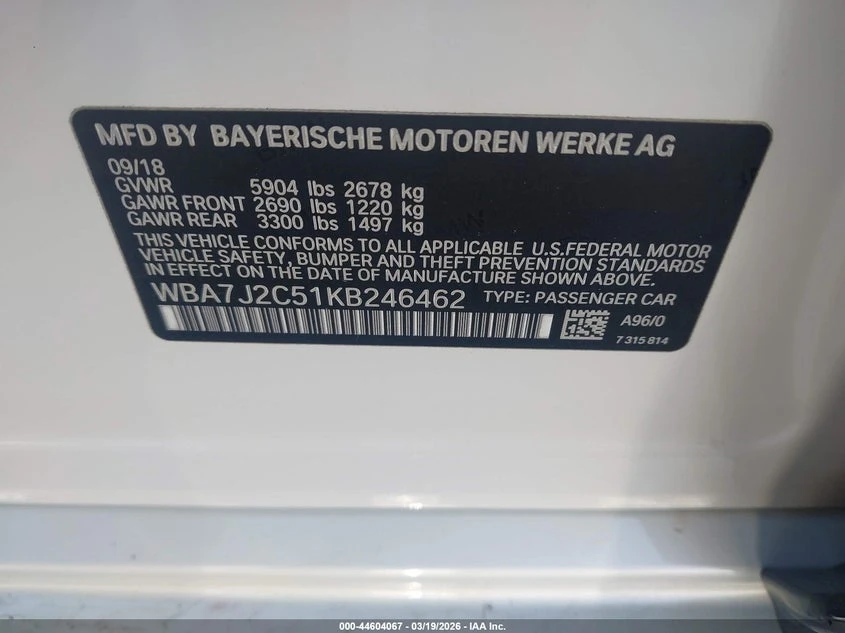 MFD BY BAYERISCHE MOTOREN WERKE AG
09/18
GVWR 5904 lbs 2678 kg
GAWR FRONT 2690 lbs 1220 kg
GAWR REAR 3300 lbs 1497 kg
THIS VEHICLE CONFORMS TO ALL APPLICABLE U.S.FEDERAL MOTOR
VEHICLE SAFETY, BUMPER AND THEFT PREVENTION STANDARDS
IN EFFECT ON THE DATE OF MANUFACTURE SHOWN ABOVE.
WBA7J2C51KB246462 TYPE: PASSENGER CAR
A96/0
7 315 814
000-44604067 - 03/19/2026 - IAA Inc.